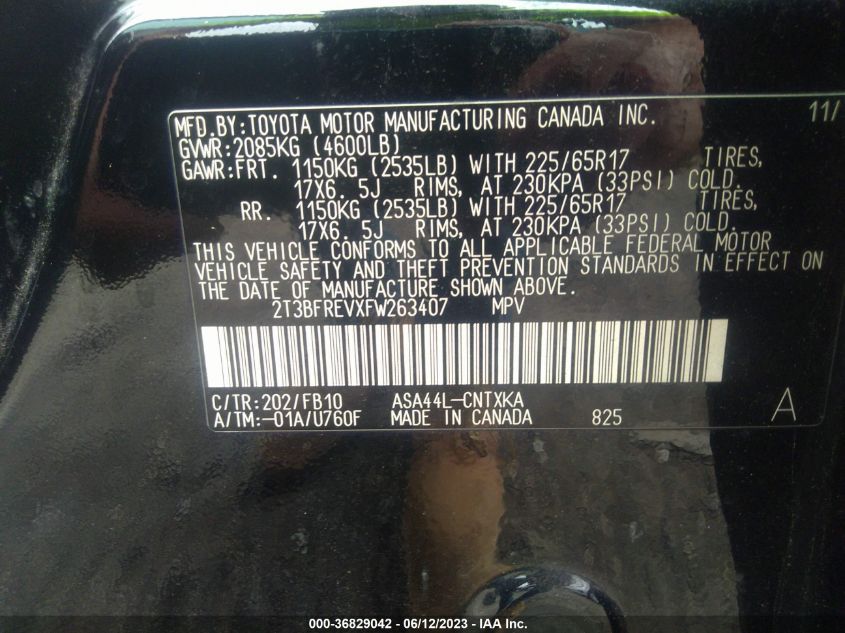 MFD.BY:TOYOTA MOTOR MANUFACTURING CANADA INC. 11/
GVWR:2085KG (4600LB)
GAWR:FRT. 1150KG (2535LB) WITH 225/65R17 TIRES,
17X6. 5J RIMS, AT 230KPA (33PSI) COLD.
RR. 1150KG (2535LB) WITH 225/65R17 TIRES,
17X6. 5J RIMS, AT 230KPA (33PSI) COLD.
THIS VEHICLE CONFORMS TO ALL APPLICABLE FEDERAL MOTOR
VEHICLE SAFETY AND THEFT PREVENTION STANDARDS IN EFFECT ON
THE DATE OF MANUFACTURE SHOWN ABOVE.
2T3BFREVXFW263407 MPV
C/TR:202/FB10 ASA44L-CNTXKA
A/TM:-01A/U760F MADE IN CANADA 825 A
000-36829042 - 06/12/2023 - IAA Inc.